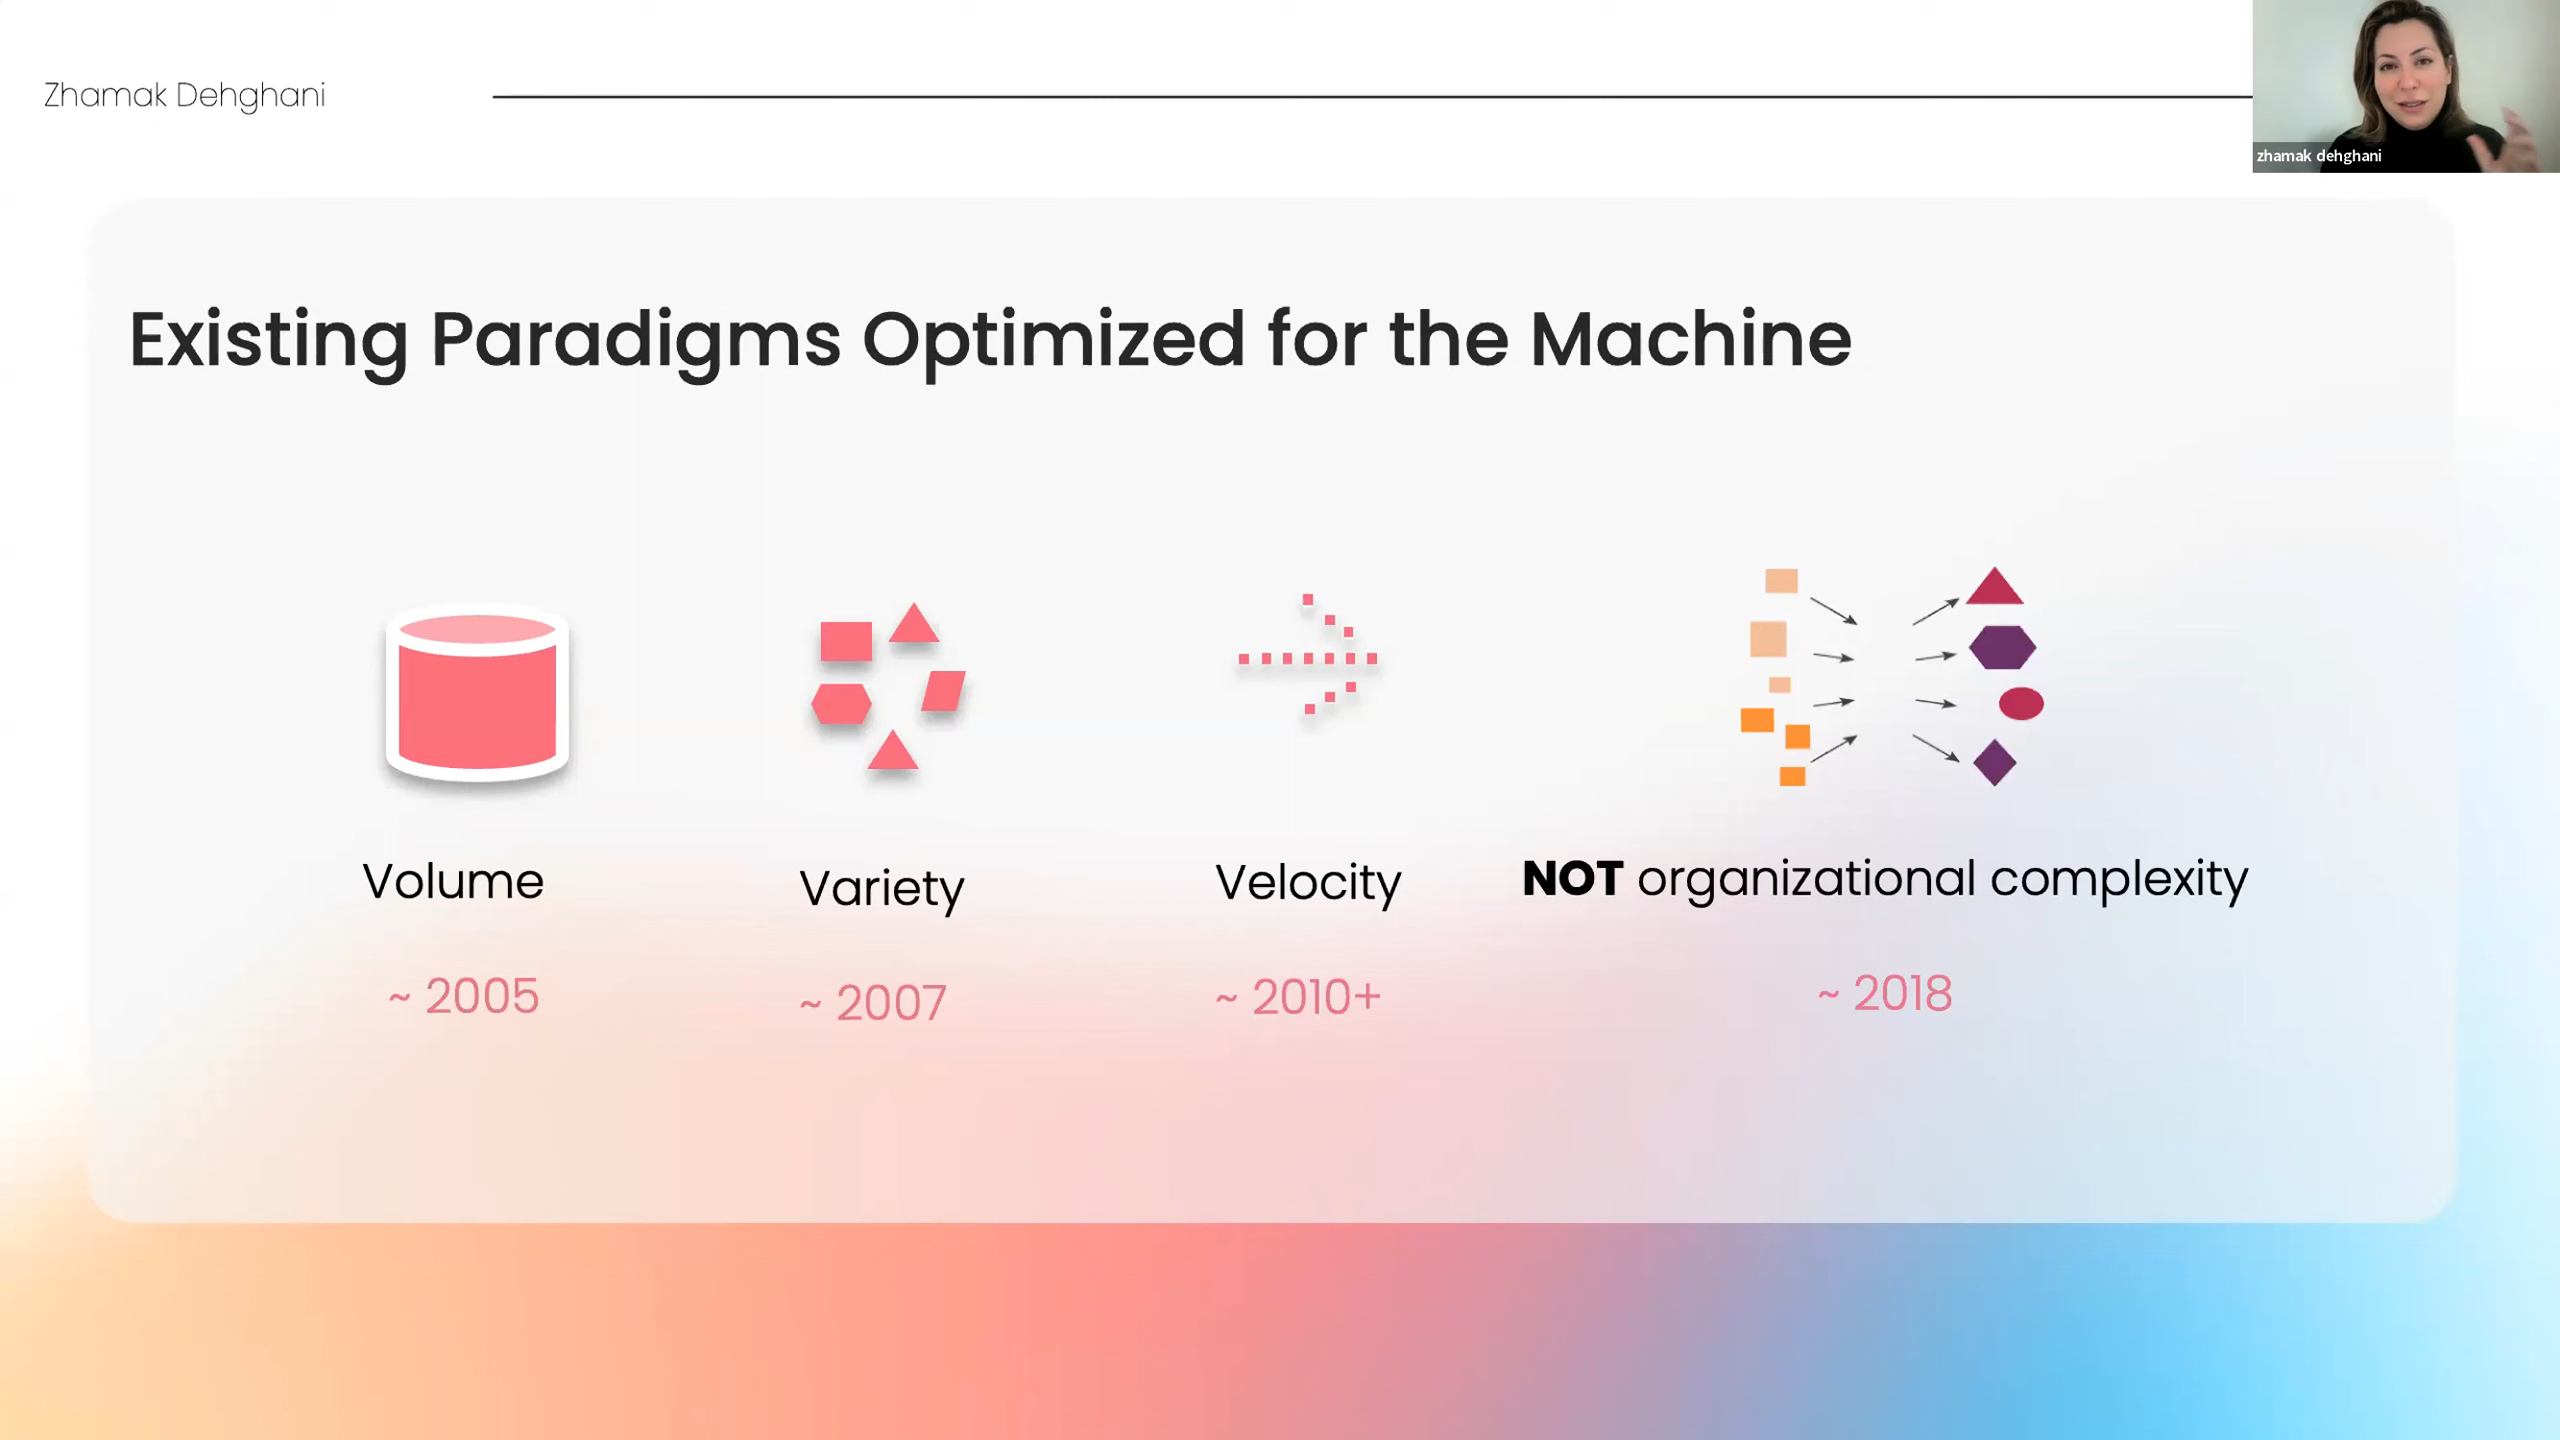 Zhamak Dehghani
zhamak dehghani
Existing Paradigms Optimized for the Machine
Volume
Variety
Velocity
NOT organizational complexity
~ 2005
~ 2007
~ 2010+
~ 2018